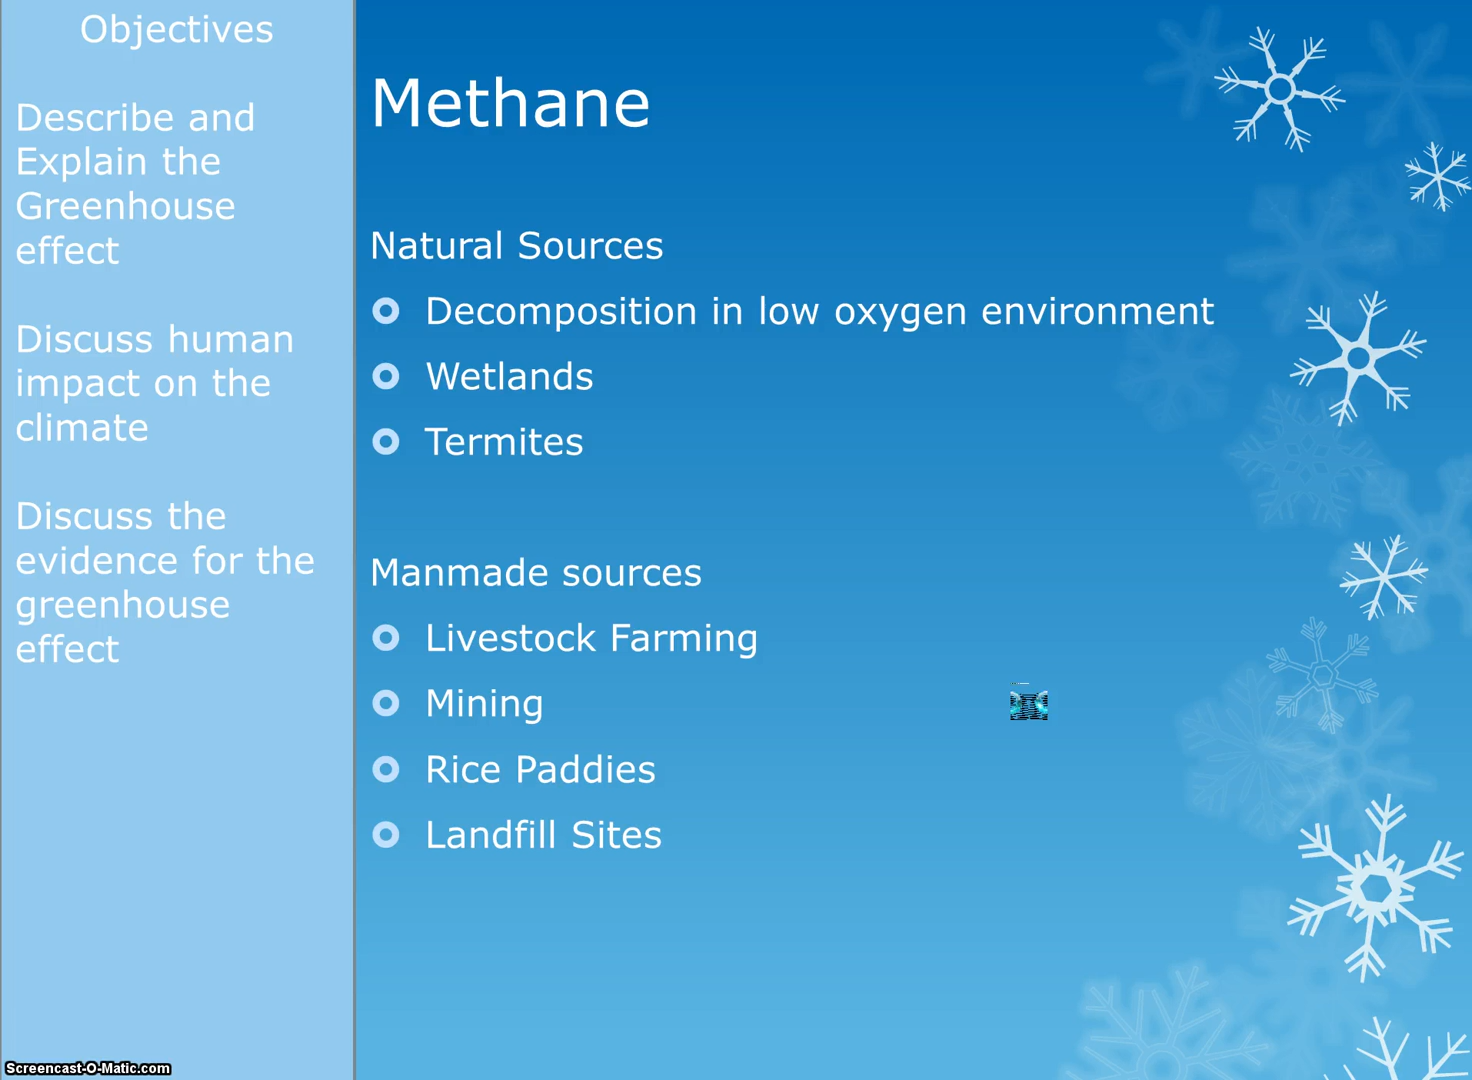 Objectives
Describe and
Explain the
Greenhouse
effect
Discuss human
impact on the
climate
Discuss the
evidence for the
greenhouse
effect
Methane
Natural Sources
Decomposition in low oxygen environment
Wetlands
Termites
Manmade sources
Livestock Farming
Mining
Rice Paddies
Landfill Sites
Screencast-O-Matic.com